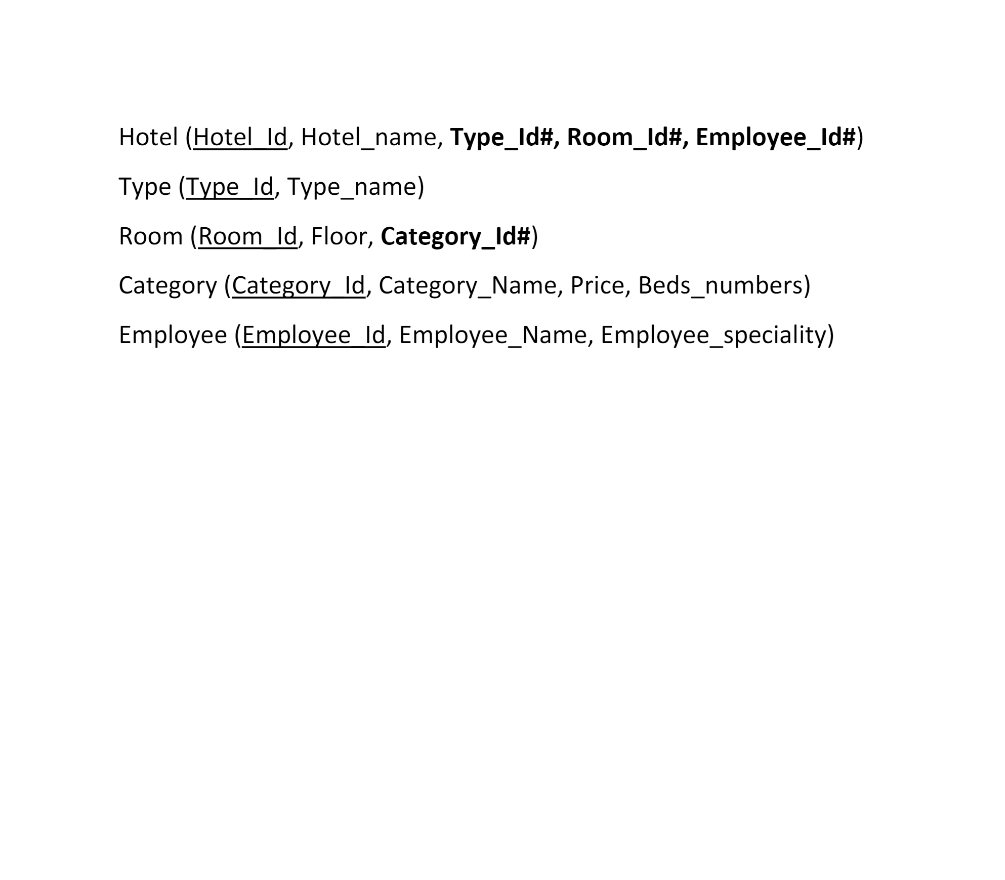 Hotel (Hotel_Id, Hotel_name, Type_Id#, Room_Id#, Employee_Id#)
Type (Type_Id, Type_name)
Room (Room_Id, Floor, Category_Id#)
Category (Category_Id, Category_Name, Price, Beds_numbers)
Employee (Employee_Id, Employee_Name, Employee_speciality)